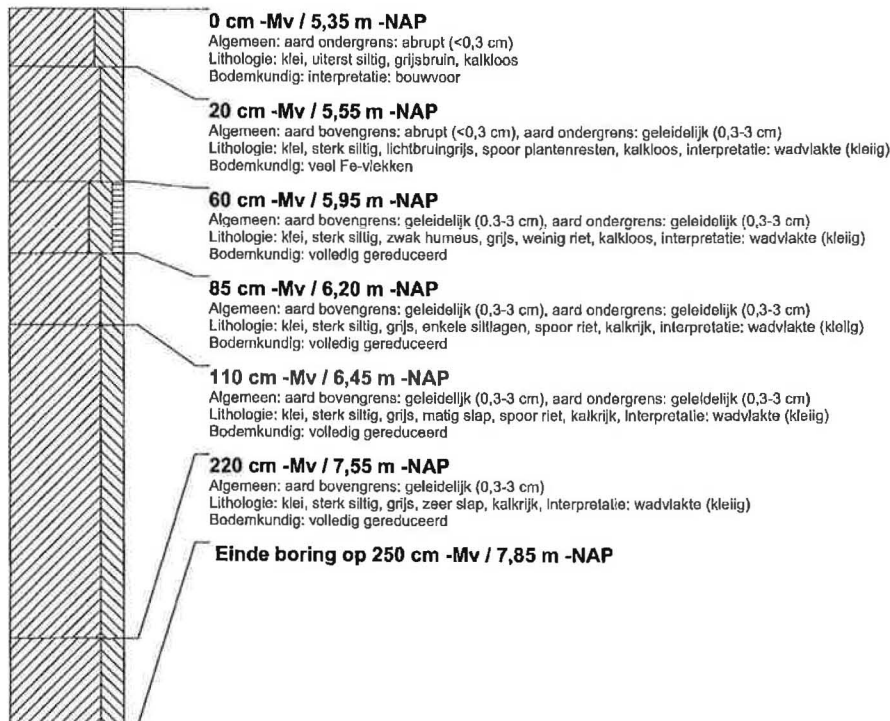 0 cm -Mv / 5,35 m -NAP
Algemeen: aard ondergrens: abrupt (<0,3 cm)
Lithologie: klei, uiterst siltig, grijsbruin, kalkloos
Bodemkundig: interpretatie: bouwvoor
20 cm -Mv / 5,55 m -NAP
Algemeen: aard bovengrens: abrupt (<0,3 cm), aard ondergrens: geleidelijk (0,3-3 cm)
Lithologie: klei, sterk siltig, lichtbruingrijs, spoor plantenresten, kalkloos, interpretatie: wadvlakte (kleiig)
Bodemkundig: veel Fe-vlekken
60 cm -Mv / 5,95 m -NAP
Algemeen: aard bovengrens: geleidelijk (0,3-3 cm), aard ondergrens: geleidelijk (0,3-3 cm)
Lithologie: klei, sterk siltig, zwak humeus, grijs, weinig riet, kalkloos, interpretatie: wadvlakte (kleiig)
Bodemkundig: volledig gereduceerd
85 cm -Mv / 6,20 m -NAP
Algemeen: aard bovengrens: geleidelijk (0,3-3 cm), aard ondergrens: geleidelijk (0,3-3 cm)
Lithologie: klei, sterk siltig, grijs, enkele siltlagen, spoor riet, kalkrijk, interpretatie: wadvlakte (kleiig)
Bodemkundig: volledig gereduceerd
110 cm -Mv / 6,45 m -NAP
Algemeen: aard bovengrens: geleidelijk (0,3-3 cm), aard ondergrens: geleidelijk (0,3-3 cm)
Lithologie: klei, sterk siltig, grijs, matig slap, spoor riet, kalkrijk, interpretatie: wadvlakte (kleiig)
Bodemkundig: volledig gereduceerd
220 cm -Mv / 7,55 m -NAP
Algemeen: aard bovengrens: geleidelijk (0,3-3 cm)
Lithologie: klei, sterk siltig, grijs, zeer slap, kalkrijk, interpretatie: wadvlakte (kleiig)
Bodemkundig: volledig gereduceerd
Einde boring op 250 cm -Mv / 7,85 m -NAP